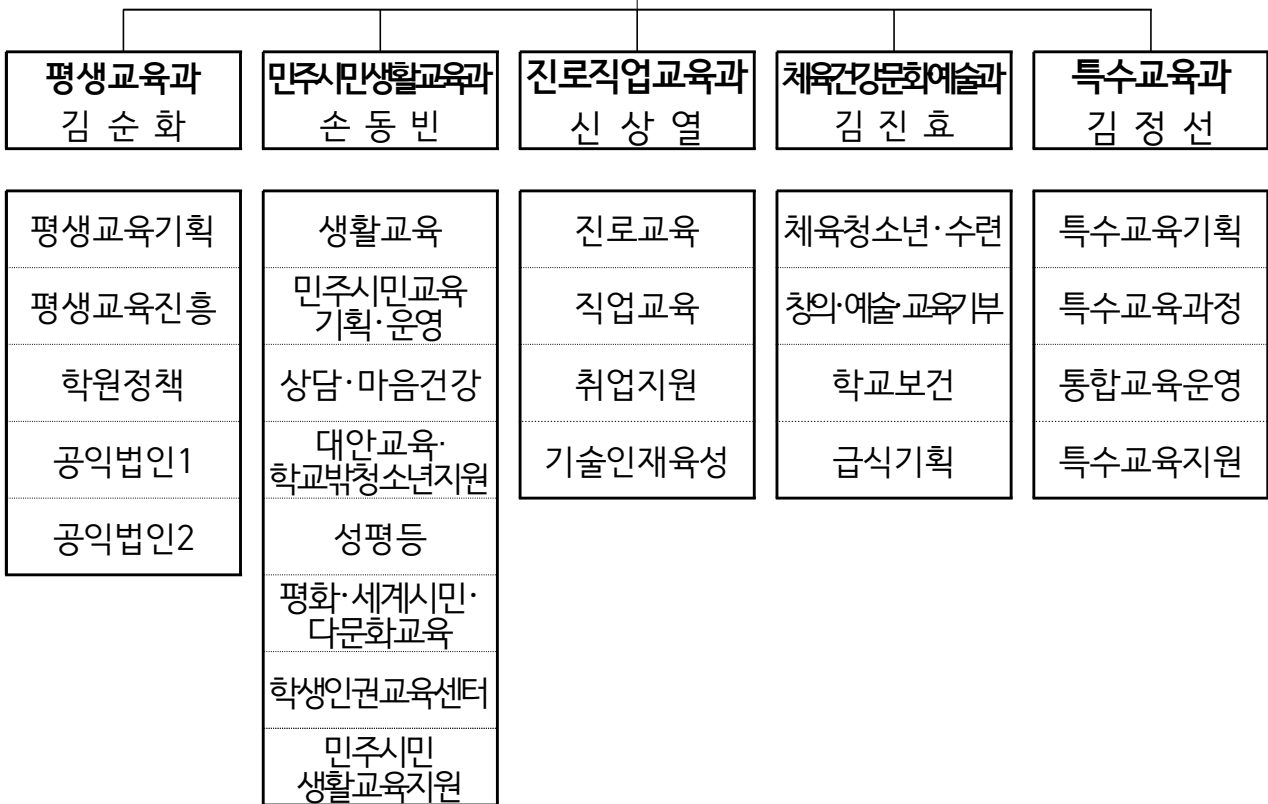 평생교육과
김 순 화
민주시민생활교육과
손 동 빈
진로직업교육과
신 상 열
체육건강문화예술과
김 진 효
특수교육과
김 정 선
평생교육기획
평생교육진흥
학원정책
공익법인1
공익법인2
생활교육
민주시민교육
기획·운영
상담·마음건강
대안교육·
학교밖청소년지원
성평등
평화·세계시민·
다문화교육
학생인권교육센터
민주시민
생활교육지원
진로교육
직업교육
취업지원
기술인재육성
체육청소년·수련
창의·예술·교육기부
학교보건
급식기획
특수교육기획
특수교육과정
통합교육운영
특수교육지원